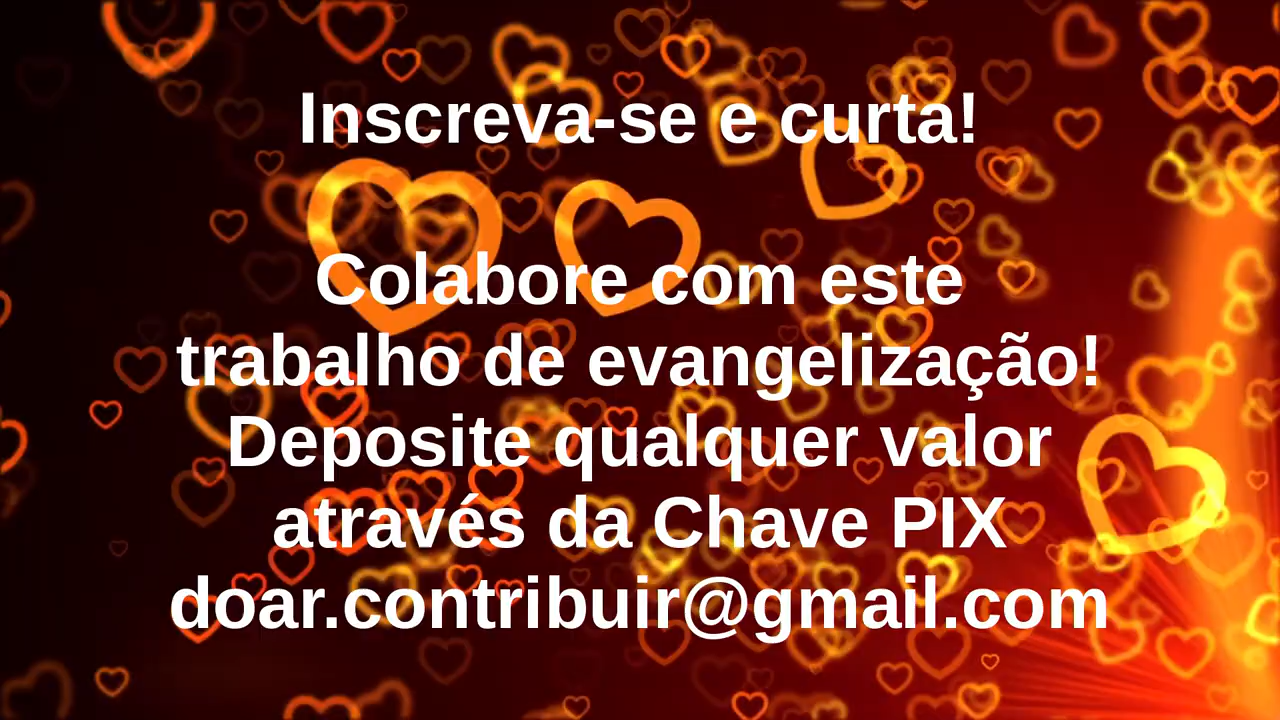 Inscreva-se e curta!
Colabore com este
trabalho de evangelização!
Deposite qualquer valor
através da Chave PIX
doar.contribuir@gmail.com